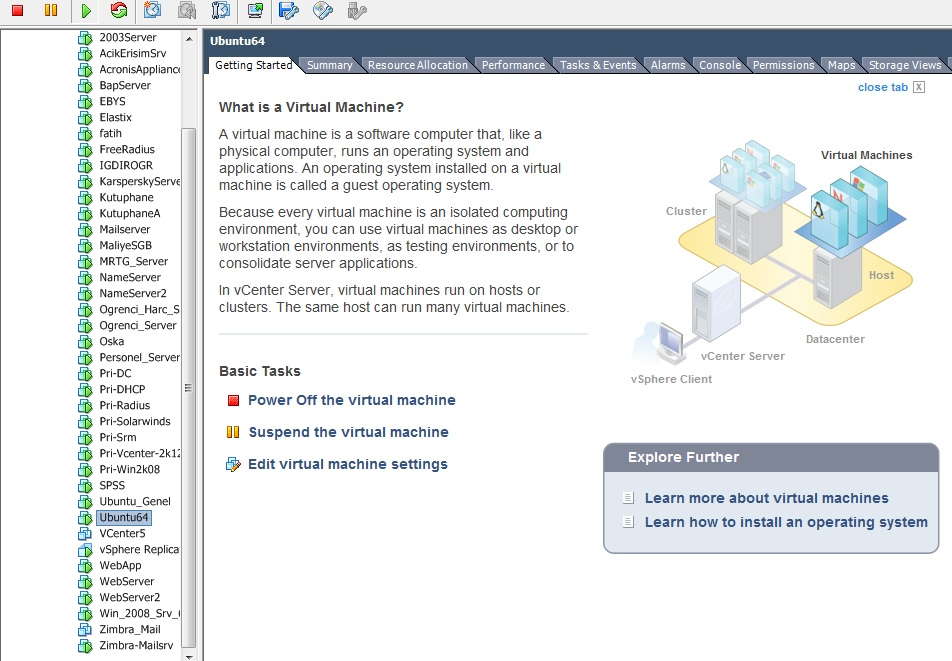 2003Server
AcikErisimSrv
AcronisAppliance
BapServer
EBYS
Elastix
fatih
FreeRadius
IGDIROGR
KarsperskyServe
Kutuphane
KutuphaneA
Mailserver
MaliyeSGB
MRTG_Server
NameServer
NameServer2
Ogrenci_Harc_S
Ogrenci_Server
Oska
Personel_Server
Pri-DC
Pri-DHCP
Pri-Radius
Pri-Solarwinds
Pri-Srm
Pri-Vcenter-2k12
Pri-Win2k08
SPSS
Ubuntu_Genel
Ubuntu64
VCenter5
vSphere Replica
WebApp
WebServer
WebServer2
Win_2008_Srv_
Zimbra_Mail
Zimbra-Mailsrv
Ubuntu64
Getting Started Summary Resource Allocation Performance Tasks & Events Alarms Console Permissions Maps Storage Views
close tab X
What is a Virtual Machine?
A virtual machine is a software computer that, like a
physical computer, runs an operating system and
applications. An operating system installed on a virtual
machine is called a guest operating system.
Because every virtual machine is an isolated computing
environment, you can use virtual machines as desktop or
workstation environments, as testing environments, or to
consolidate server applications.
In vCenter Server, virtual machines run on hosts or
clusters. The same host can run many virtual machines.
Virtual Machines
Cluster
Host
Datacenter
vCenter Server
vSphere Client
Basic Tasks
Power Off the virtual machine
Suspend the virtual machine
Edit virtual machine settings
Explore Further
Learn more about virtual machines
Learn how to install an operating system